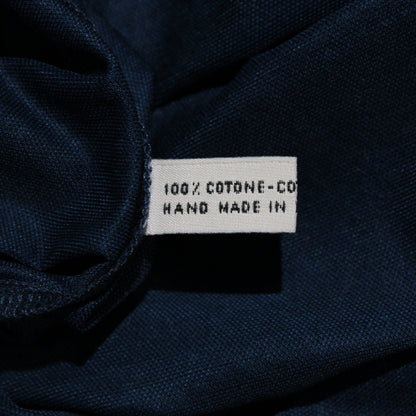 100% COTONE-CO
HAND MADE IN